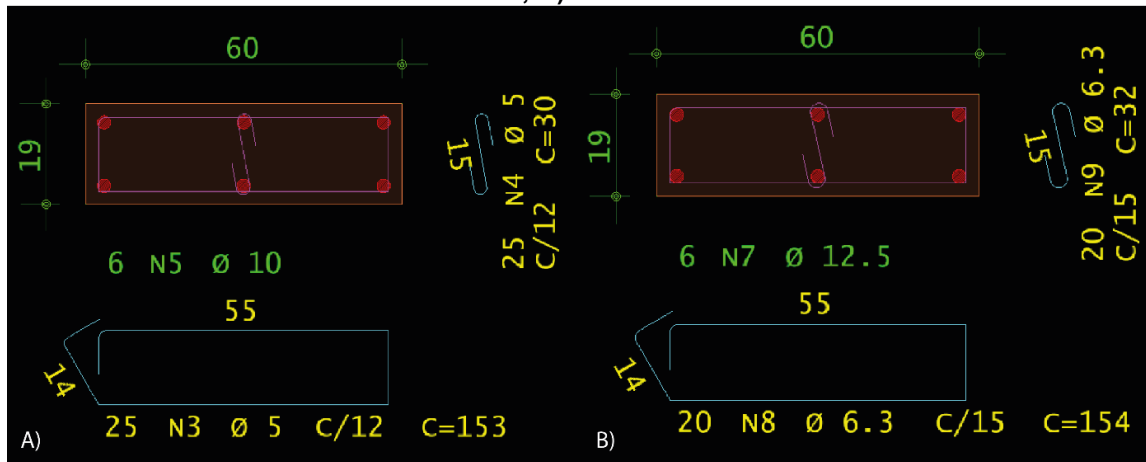 60
19
15
25 N4 Ø 5
C/12 C=30
6 N5 Ø 10
55
14
25 N3 Ø 5 C/12 C=153
A)
60
19
15
20 N9 Ø 6.3
C/15 C=32
6 N7 Ø 12.5
55
14
20 N8 Ø 6.3 C/15 C=154
B)